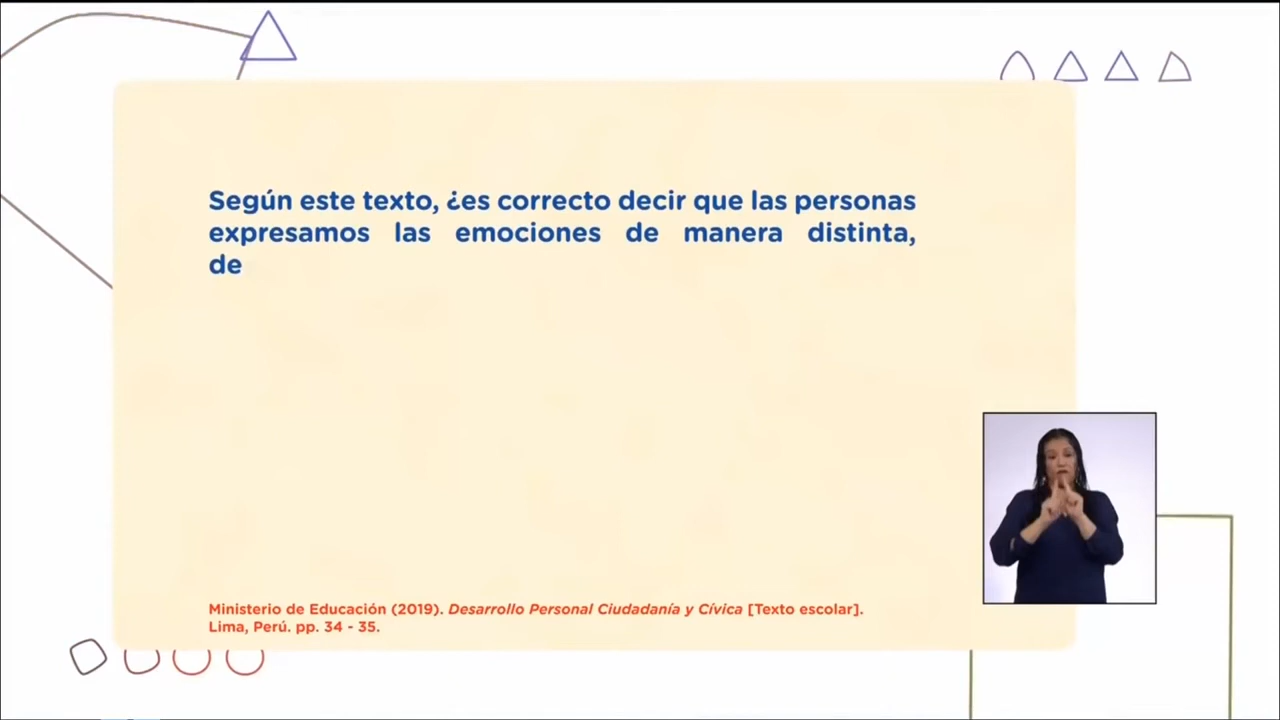 Según este texto, ¿es correcto decir que las personas
expresamos las emociones de manera distinta,
de
Ministerio de Educación (2019). Desarrollo Personal Ciudadanía y Cívica [Texto escolar].
Lima, Perú. pp. 34 - 35.